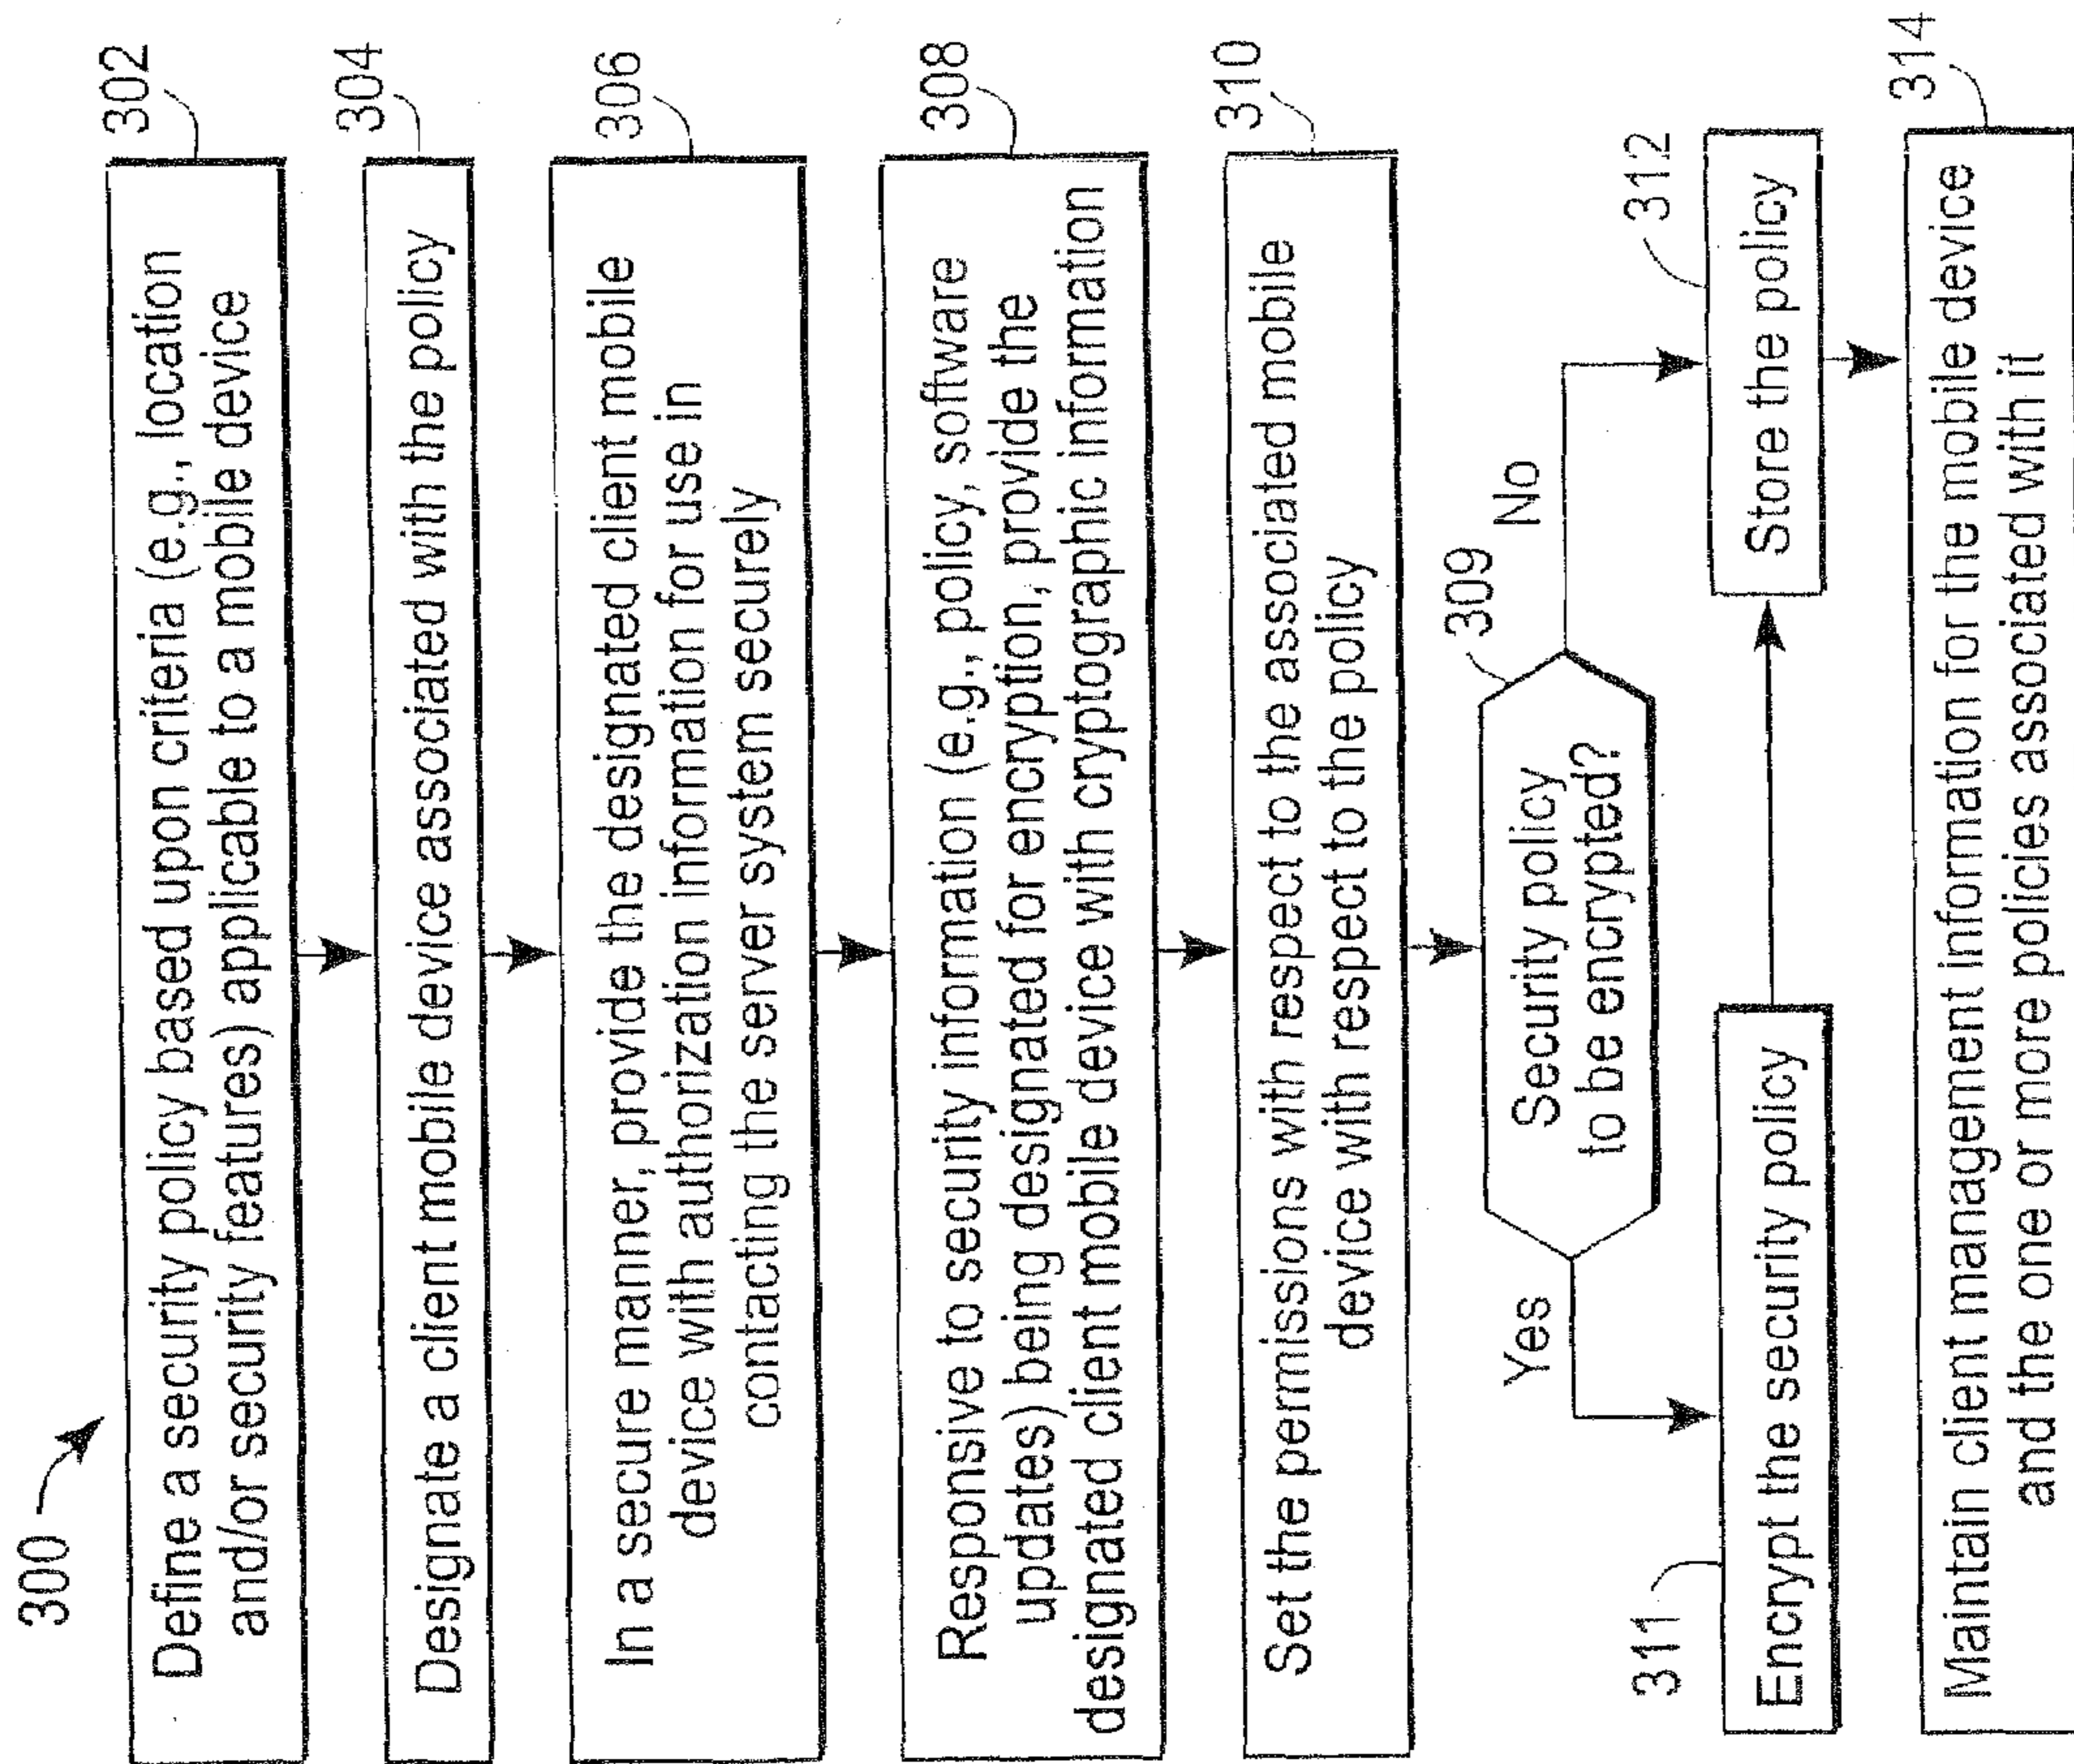 300
302
Define a security policy based upon criteria (e.g., location
and/or security features) applicable to a mobile device
304
Designate a client mobile device associated with the policy
306
In a secure manner, provide the designated client mobile
device with authorization information for use in
contacting the server system securely
308
Responsive to security information (e.g., policy, software
updates) being designated for encryption, provide the
designated client mobile device with cryptographic information
310
Set the permissions with respect to the associated mobile
device with respect to the policy
309
Security policy
to be encrypted?
Yes
No
311
Encrypt the security policy
312
Store the policy
314
Maintain client management information for the mobile device
and the one or more policies associated with it